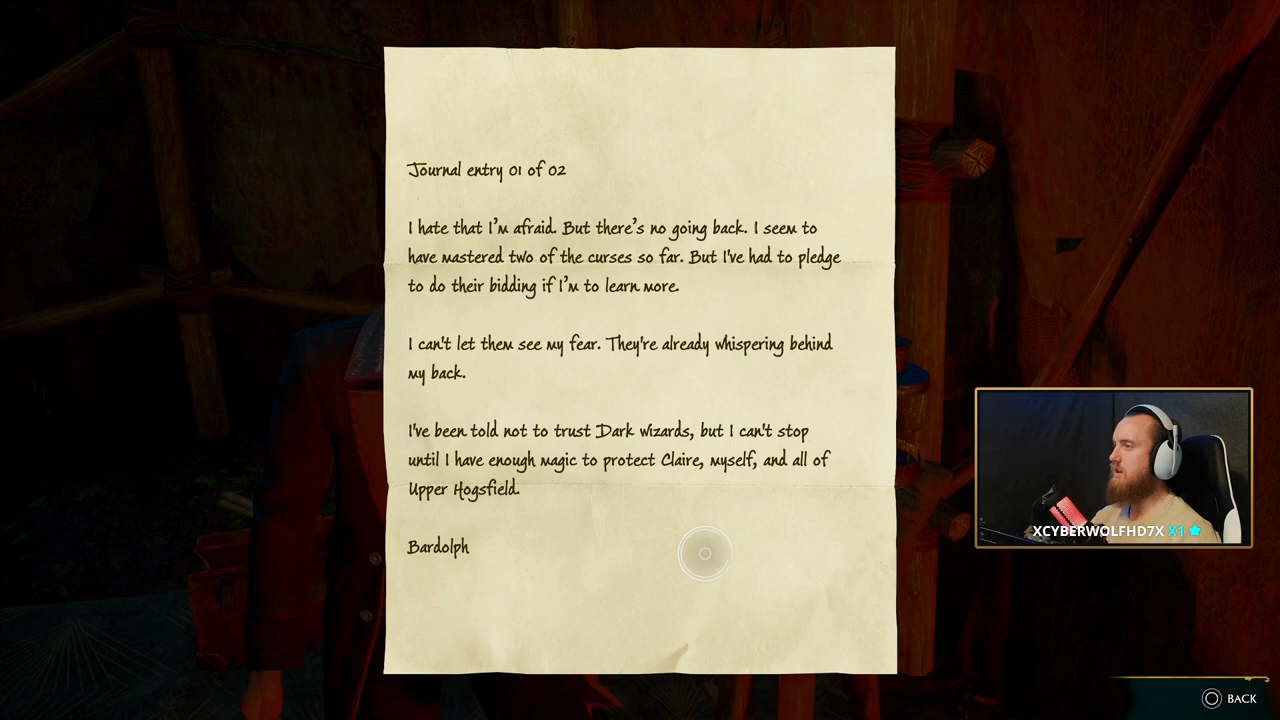 Journal entry 01 of 02
I hate that I’m afraid. But there’s no going back. I seem to
have mastered two of the curses so far. But I've had to pledge
to do their bidding if I’m to learn more.
I can't let them see my fear. They're already whispering behind
my back.
I've been told not to trust Dark wizards, but I can't stop
until I have enough magic to protect Claire, myself, and all of
Upper Hogsfield.
Bardolph
XCYBERWOLFHD7X X1
BACK